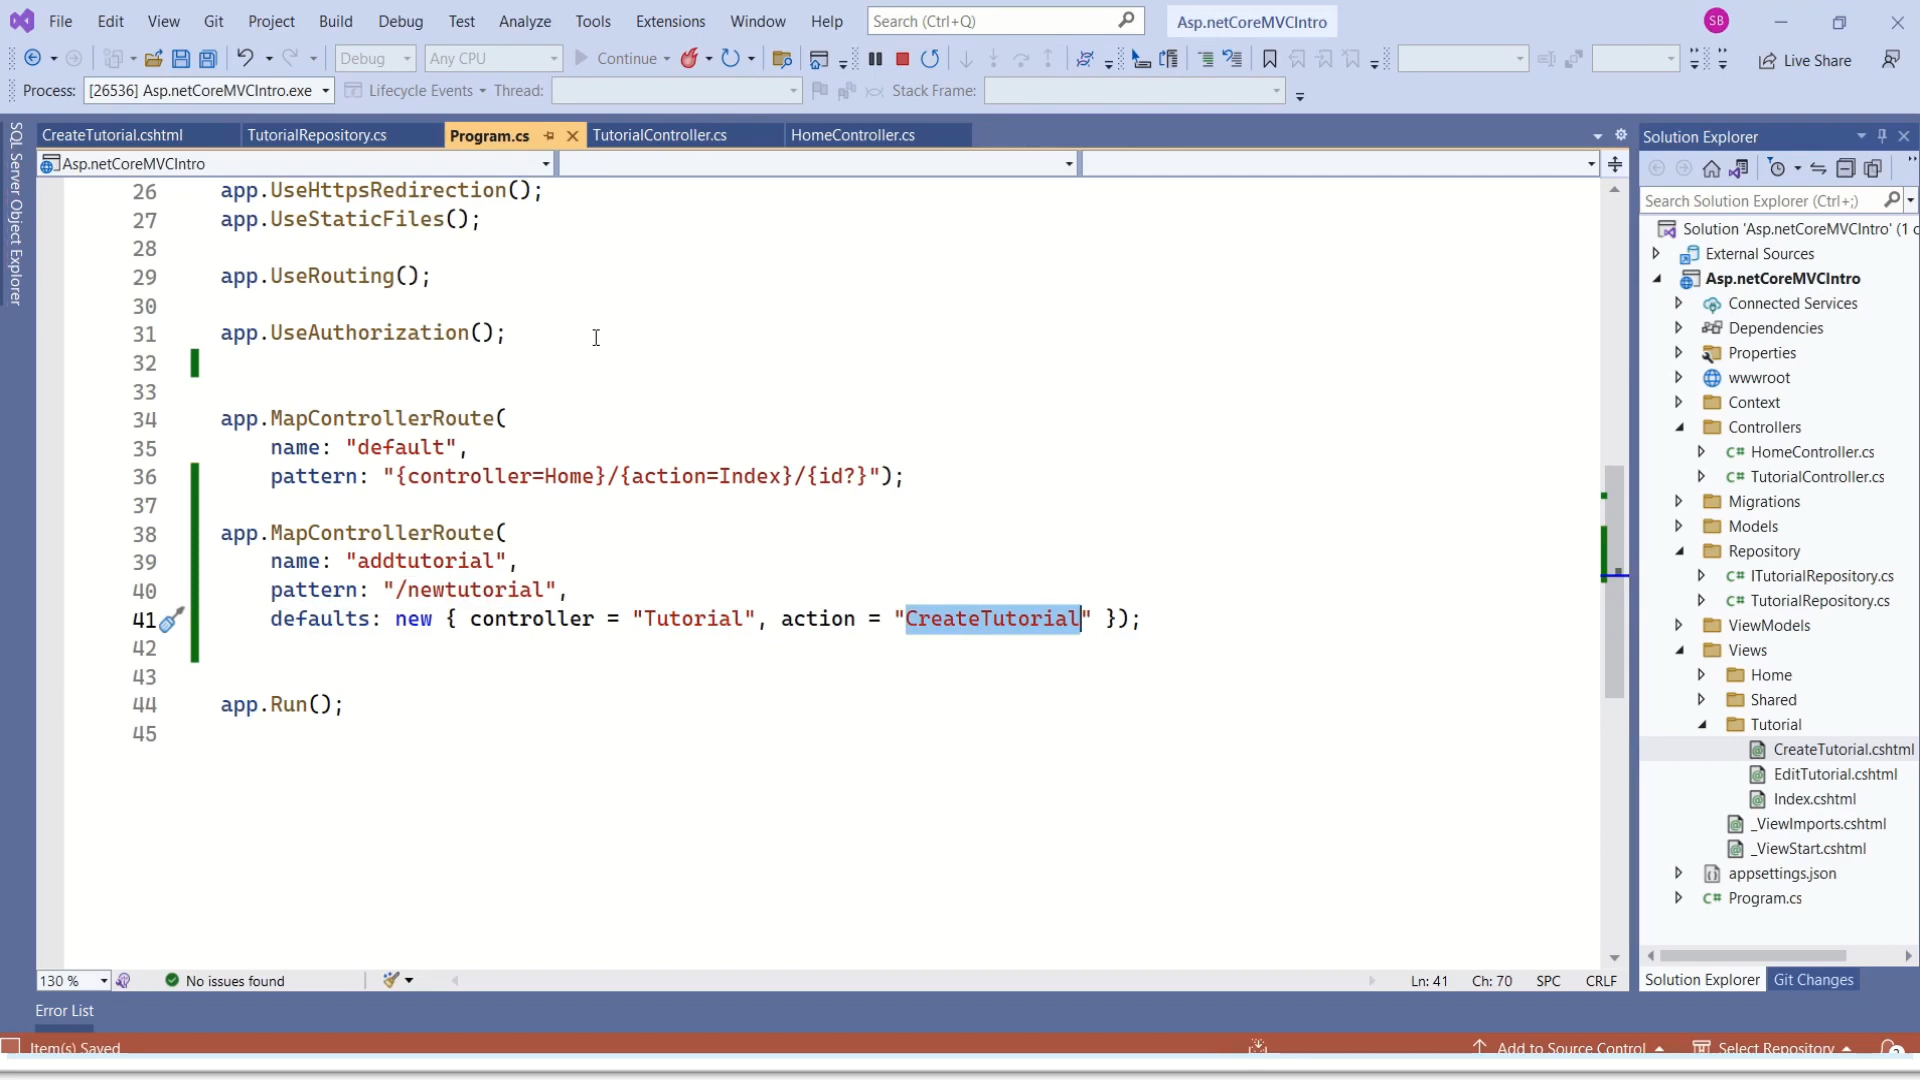 File Edit View Git Project Build Debug Test Analyze Tools Extensions Window Help Search (Ctrl+Q) Asp.netCoreMVCIntro SB
Debug Any CPU Continue Live Share
Process: [26536] Asp.netCoreMVCIntro.exe Lifecycle Events Thread: Stack Frame:
SQL Server Object Explorer
CreateTutorial.cshtml TutorialRepository.cs Program.cs TutorialController.cs HomeController.cs
Asp.netCoreMVCIntro
26 app.UseHttpsRedirection();
27 app.UseStaticFiles();
28
29 app.UseRouting();
30
31 app.UseAuthorization();
32
33
34 app.MapControllerRoute(
35 name: "default",
36 pattern: "{controller=Home}/{action=Index}/{id?}");
37
38 app.MapControllerRoute(
39 name: "addtutorial",
40 pattern: "/newtutorial",
41 defaults: new { controller = "Tutorial", action = "CreateTutorial" });
42
43
44 app.Run();
45
130 % No issues found Ln: 41 Ch: 70 SPC CRLF
Error List
Item(s) Saved Add to Source Control Select Repository 2
Solution Explorer
Search Solution Explorer (Ctrl+;)
Solution 'Asp.netCoreMVCIntro' (1 c
External Sources
Asp.netCoreMVCIntro
Connected Services
Dependencies
Properties
wwwroot
Context
Controllers
C# HomeController.cs
C# TutorialController.cs
Migrations
Models
Repository
C# ITutorialRepository.cs
C# TutorialRepository.cs
ViewModels
Views
Home
Shared
Tutorial
CreateTutorial.cshtml
EditTutorial.cshtml
Index.cshtml
_ViewImports.cshtml
_ViewStart.cshtml
appsettings.json
C# Program.cs
Solution Explorer Git Changes